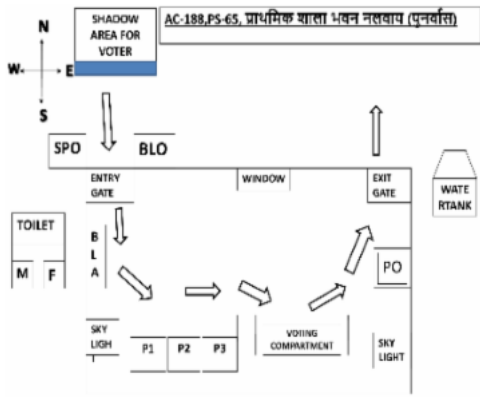 SHADOW
AREA FOR
VOTER
AC-188,PS-65, प्राथमिक शाला भवन नलवाय (पुनर्वास)
N
W
E
S
SPO
BLO
ENTRY
GATE
WINDOW
EXIT
GATE
WATE
RTANK
TOILET
M
F
B
L
A
PO
SKY
LIGH
T
P1
P2
P3
VOTING
COMPARTMENT
SKY
LIGHT